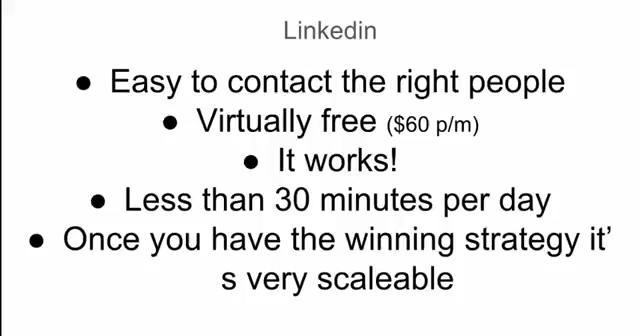 Linkedin
● Easy to contact the right people
● Virtually free ($60 p/m)
● It works!
● Less than 30 minutes per day
● Once you have the winning strategy it'
s very scaleable